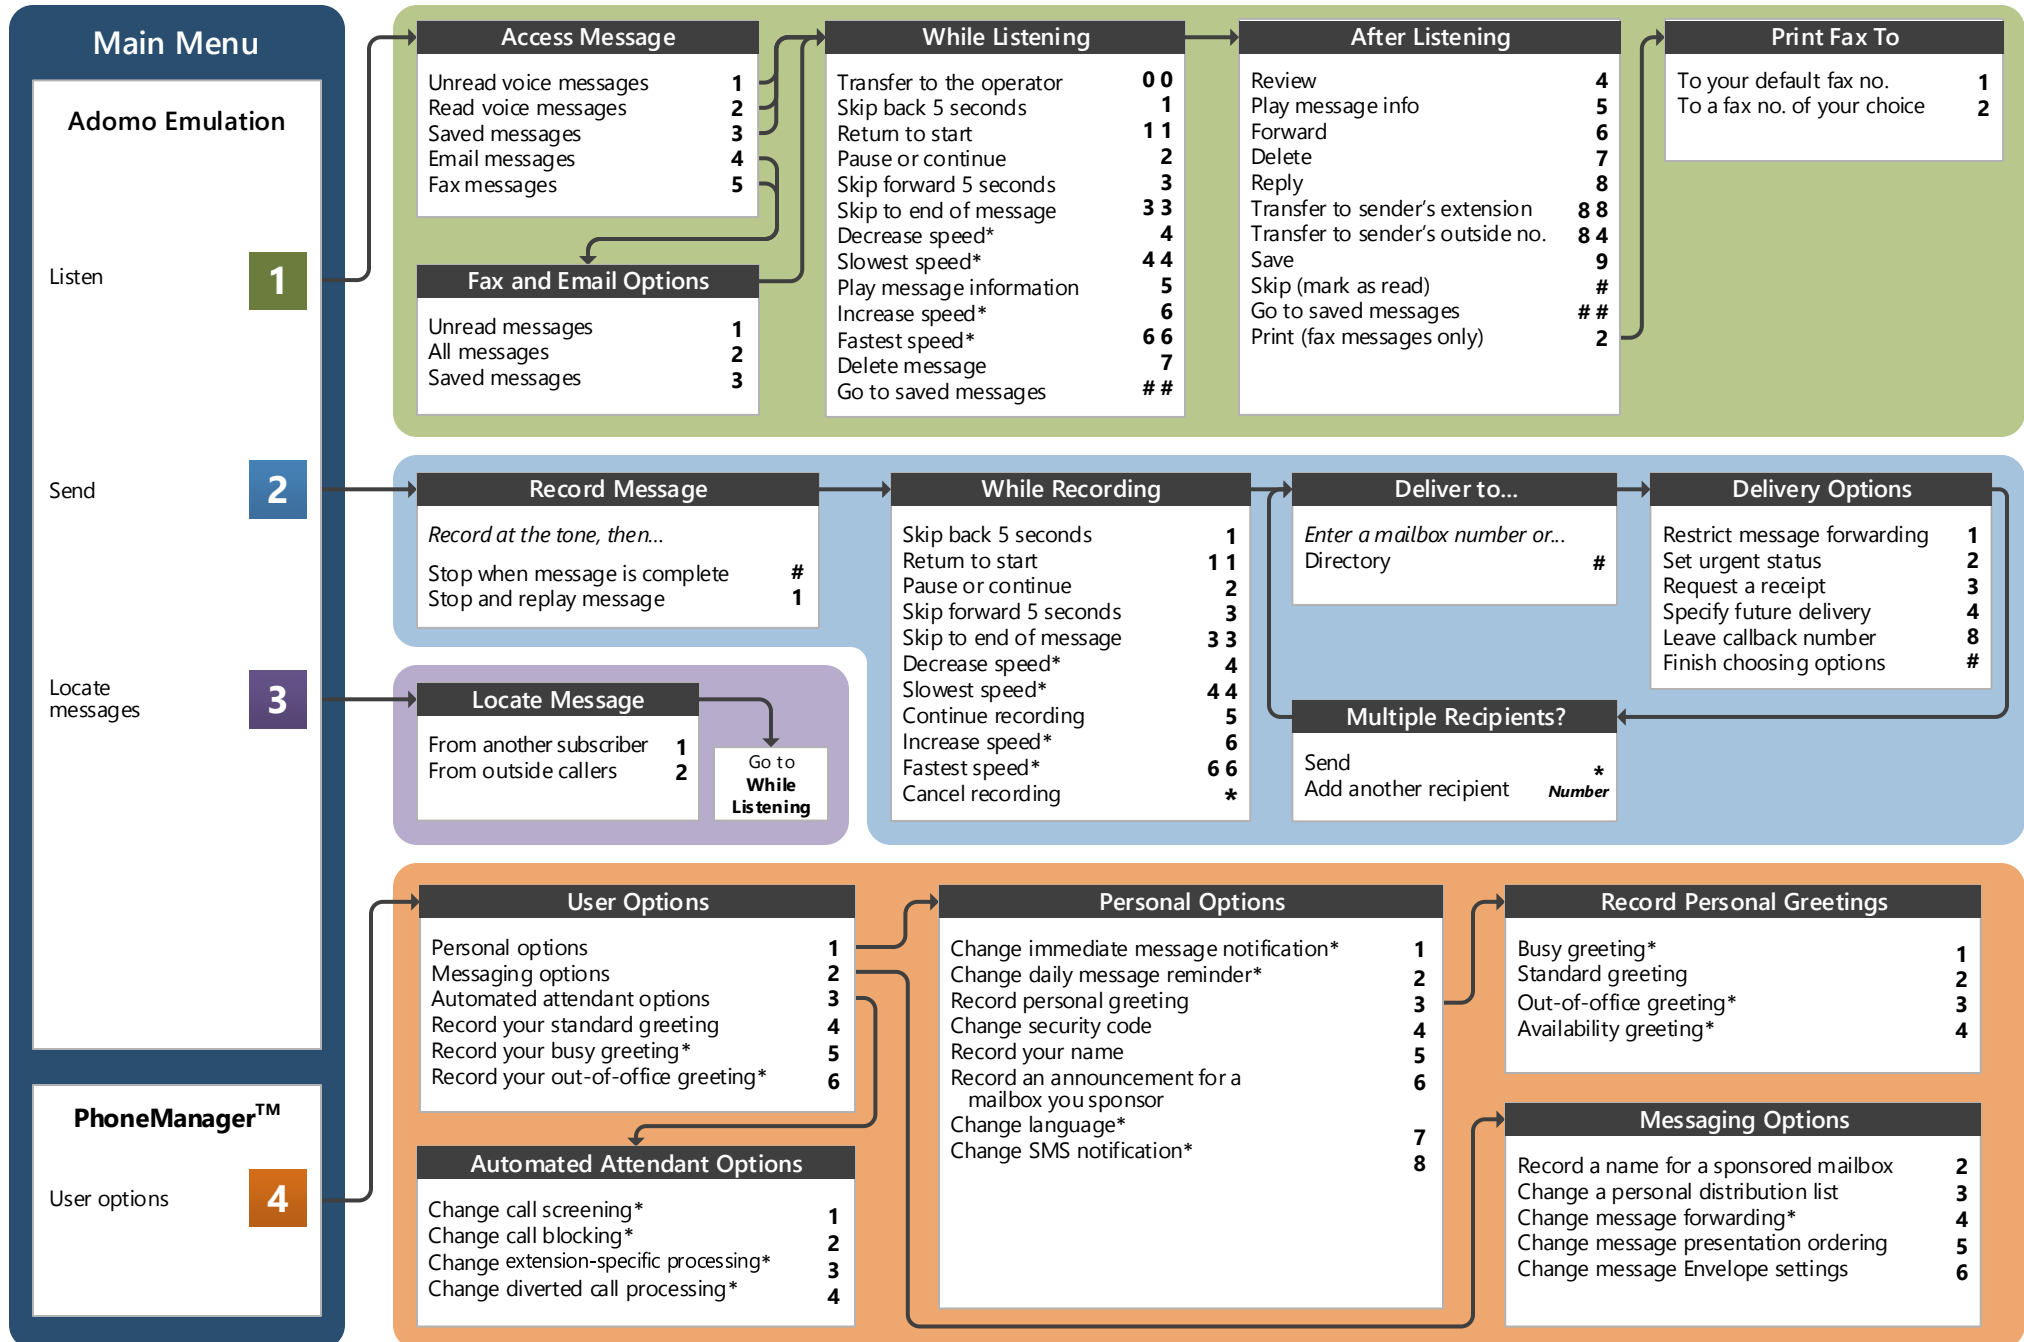 Main Menu
Adomo Emulation
Listen 1
Send 2
Locate
messages 3
PhoneManager™
User options 4
Access Message
Unread voice messages 1
Read voice messages 2
Saved messages 3
Email messages 4
Fax messages 5
Fax and Email Options
Unread messages 1
All messages 2
Saved messages 3
While Listening
Transfer to the operator 0 0
Skip back 5 seconds 1
Return to start 1 1
Pause or continue 2
Skip forward 5 seconds 3
Skip to end of message 3 3
Decrease speed* 4
Slowest speed* 4 4
Play message information 5
Increase speed* 6
Fastest speed* 6 6
Delete message 7
Go to saved messages # #
After Listening
Review 4
Play message info 5
Forward 6
Delete 7
Reply 8
Transfer to sender's extension 8 8
Transfer to sender's outside no. 8 4
Save 9
Skip (mark as read) #
Go to saved messages # #
Print (fax messages only) 2
Print Fax To
To your default fax no. 1
To a fax no. of your choice 2
Record Message
Record at the tone, then...
Stop when message is complete #
Stop and replay message 1
While Recording
Skip back 5 seconds 1
Return to start 1 1
Pause or continue 2
Skip forward 5 seconds 3
Skip to end of message 3 3
Decrease speed* 4
Slowest speed* 4 4
Continue recording 5
Increase speed* 6
Fastest speed* 6 6
Cancel recording *
Deliver to...
Enter a mailbox number or...
Directory #
Delivery Options
Restrict message forwarding 1
Set urgent status 2
Request a receipt 3
Specify future delivery 4
Leave callback number 8
Finish choosing options #
Multiple Recipients?
Send *
Add another recipient Number
Locate Message
From another subscriber 1
From outside callers 2
Go to
While
Listening
User Options
Personal options 1
Messaging options 2
Automated attendant options 3
Record your standard greeting 4
Record your busy greeting* 5
Record your out-of-office greeting* 6
Automated Attendant Options
Change call screening* 1
Change call blocking* 2
Change extension-specific processing* 3
Change diverted call processing* 4
Personal Options
Change immediate message notification* 1
Change daily message reminder* 2
Record personal greeting 3
Change security code 4
Record your name 5
Record an announcement for a 6
mailbox you sponsor
Change language* 7
Change SMS notification* 8
Record Personal Greetings
Busy greeting* 1
Standard greeting 2
Out-of-office greeting* 3
Availability greeting* 4
Messaging Options
Record a name for a sponsored mailbox 2
Change a personal distribution list 3
Change message forwarding* 4
Change message presentation ordering 5
Change message Envelope settings 6